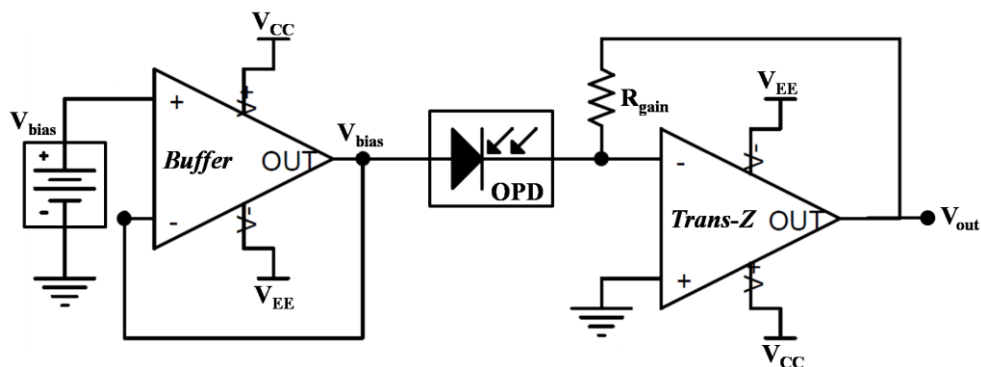 V_CC
V_bias
+
-
+
-
Buffer
OUT
V+
V-
V_EE
V_bias
OPD
R_gain
-
+
Trans-Z
OUT
V-
V+
V_EE
V_CC
V_out